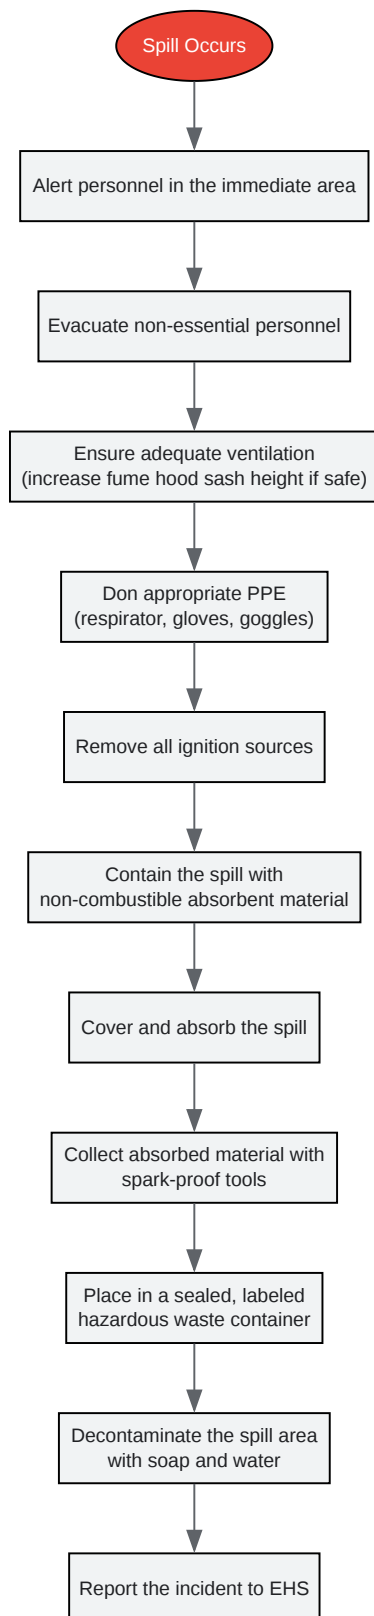 Spill Occurs
Alert personnel in the immediate area
Evacuate non-essential personnel
Ensure adequate ventilation
(increase fume hood sash height if safe)
Don appropriate PPE
(respirator, gloves, goggles)
Remove all ignition sources
Contain the spill with
non-combustible absorbent material
Cover and absorb the spill
Collect absorbed material with
spark-proof tools
Place in a sealed, labeled
hazardous waste container
Decontaminate the spill area
with soap and water
Report the incident to EHS